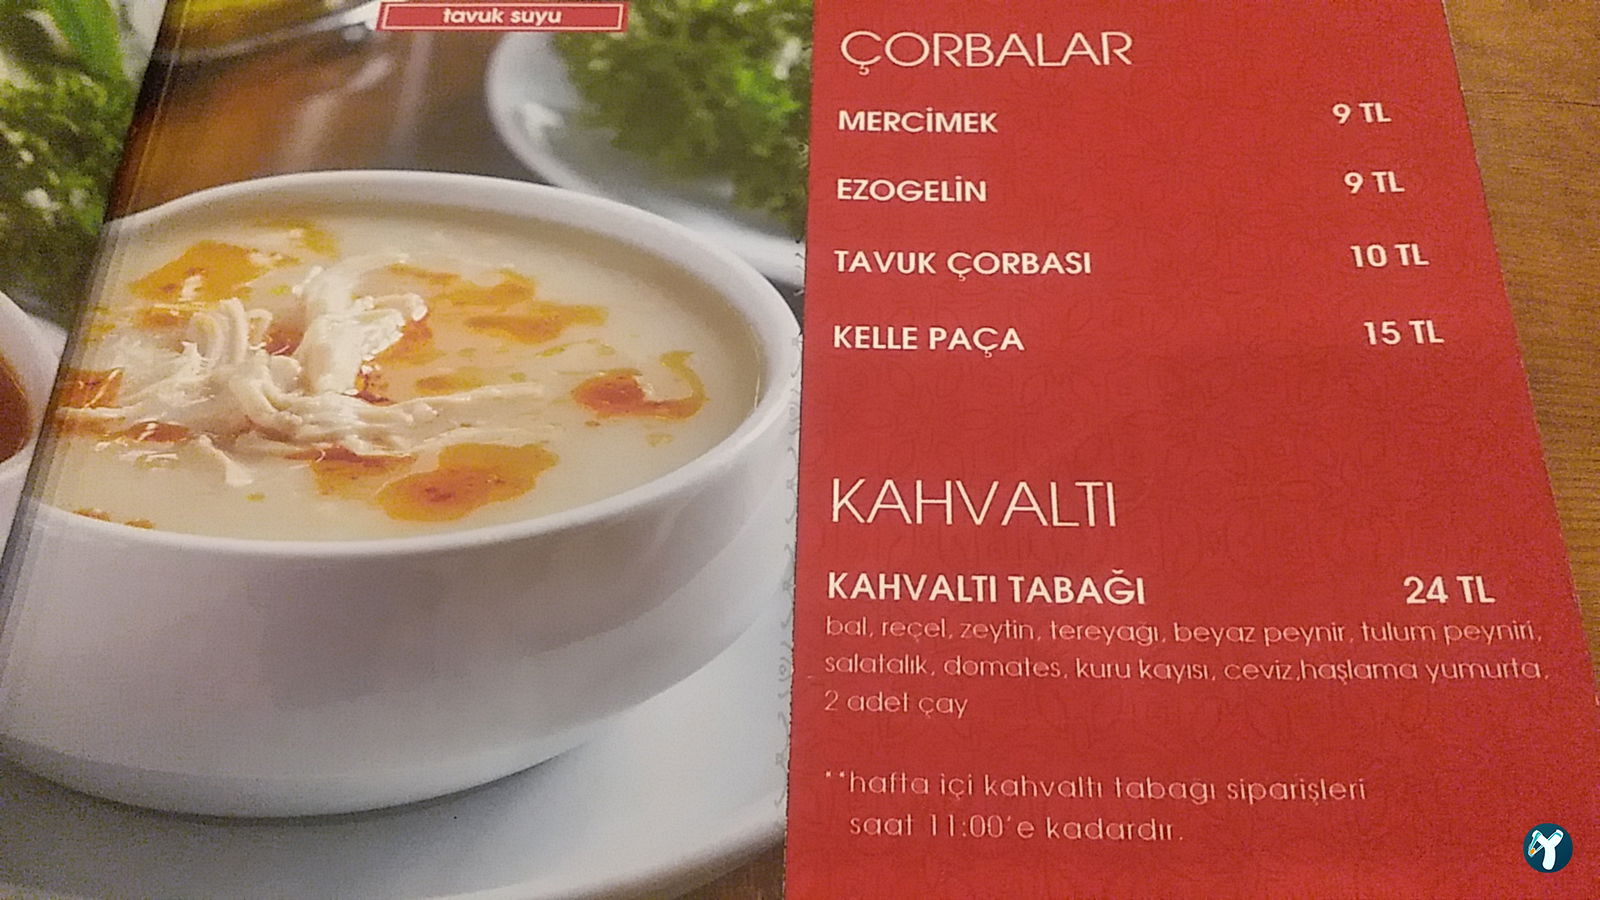 tavuk suyu
ÇORBALAR
MERCİMEK 9 TL
EZOGELİN 9 TL
TAVUK ÇORBASI 10 TL
KELLE PAÇA 15 TL
KAHVALTI
KAHVALTI TABAĞI 24 TL
bal, reçel, zeytin, tereyağı, beyaz peynir, tulum peyniri,
salatalık, domates, kuru kayısı, ceviz,haşlama yumurta,
2 adet çay
**hafta içi kahvaltı tabağı siparişleri
saat 11:00'e kadardır.